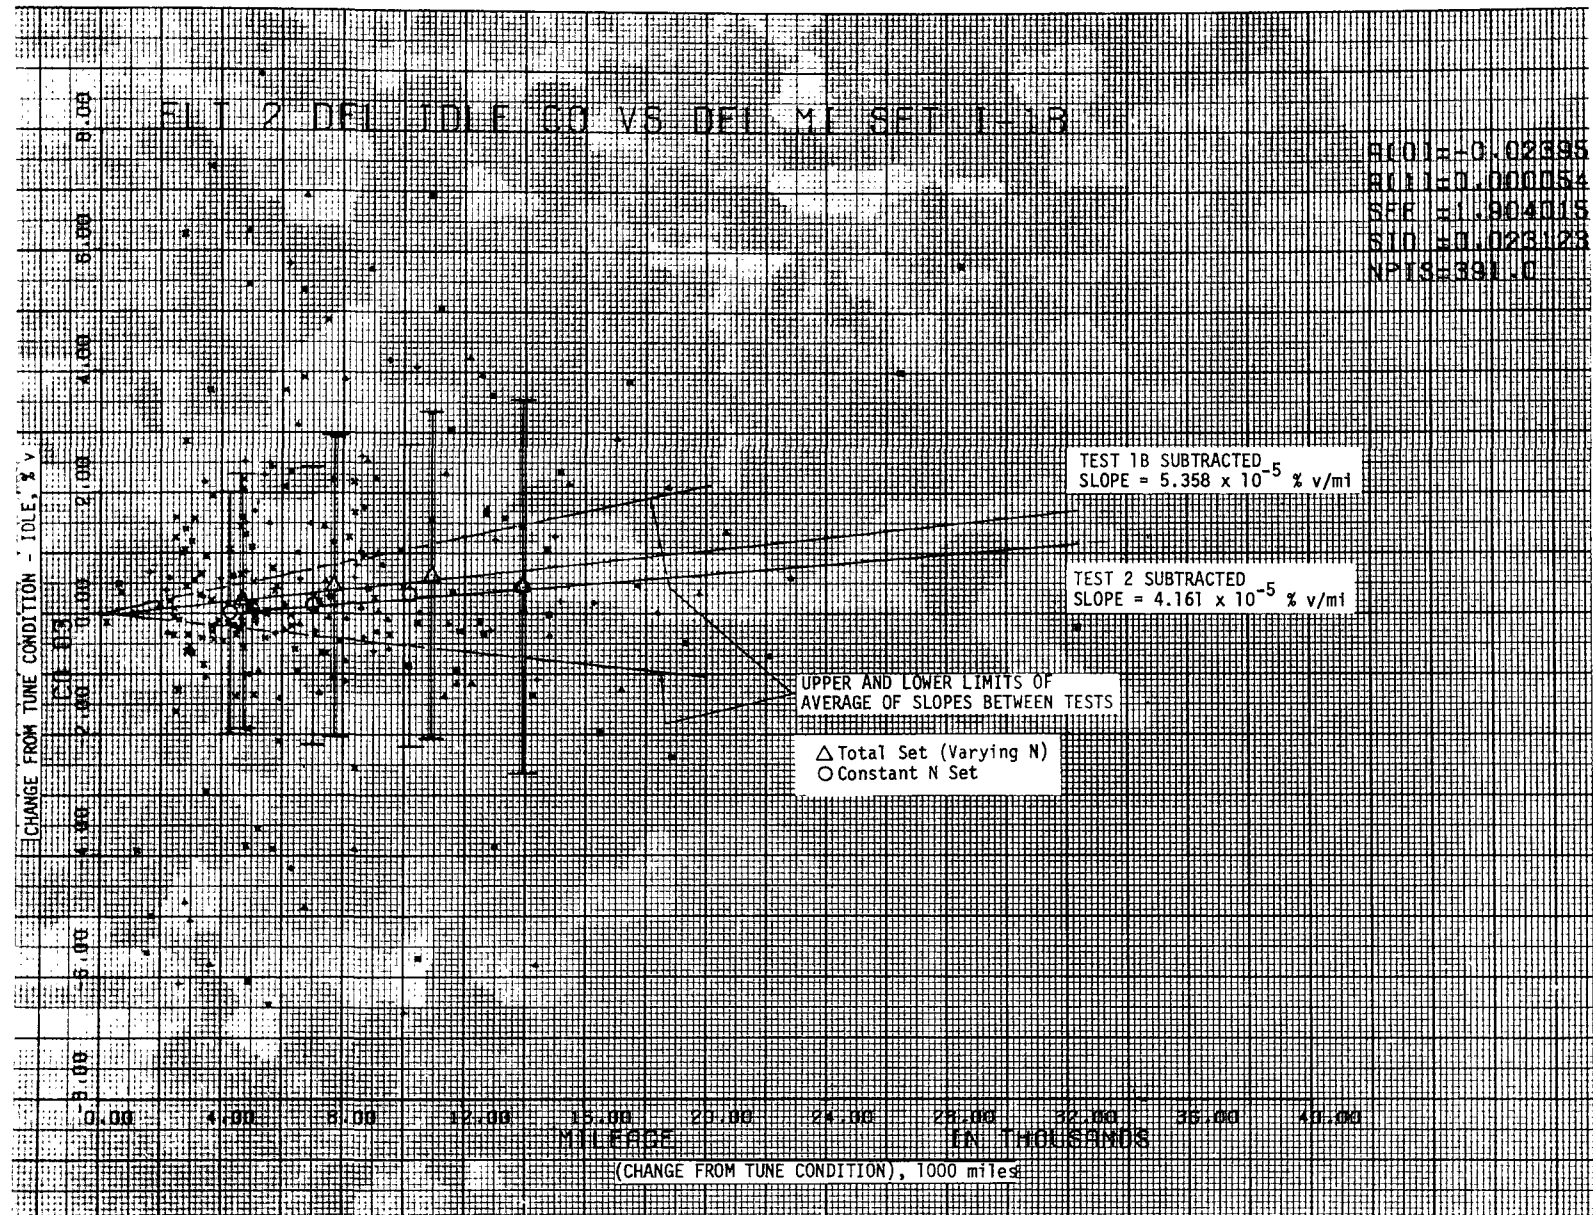 FLT 2 DEL IDLE CO VS DEL MI SET 1-1B
A(0)=-0.02395
A(1)=0.000054
SEE =1.904015
SID =0.023123
NPTS=391.0
8.00
6.00
4.00
2.00
0.00
-2.00
-4.00
-6.00
-8.00
CHANGE FROM TUNE CONDITION - IDLE, % v
CO D3
TEST 1B SUBTRACTED
SLOPE = 5.358 x 10-5 % v/mi
TEST 2 SUBTRACTED
SLOPE = 4.161 x 10-5 % v/mi
UPPER AND LOWER LIMITS OF
AVERAGE OF SLOPES BETWEEN TESTS
△ Total Set (Varying N)
○ Constant N Set
0.00 4.00 8.00 12.00 16.00 20.00 24.00 28.00 32.00 36.00 40.00
MILEAGE IN THOUSANDS
(CHANGE FROM TUNE CONDITION), 1000 miles